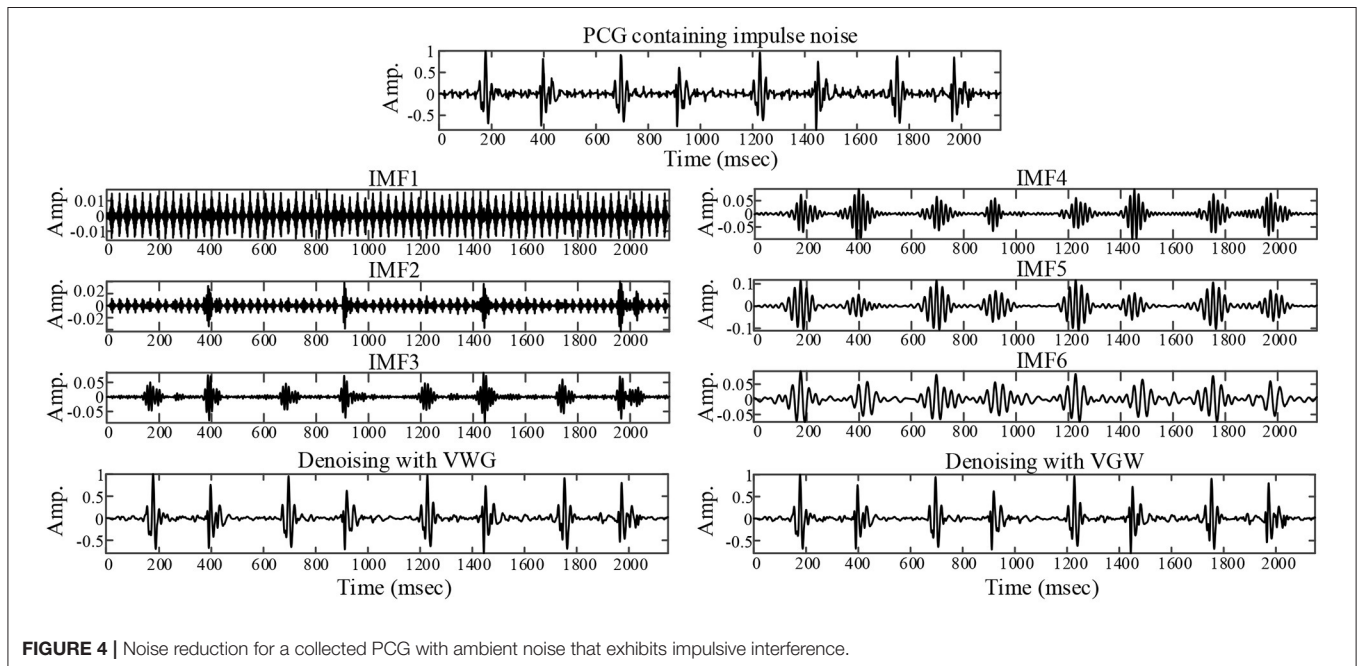 PCG containing impulse noise
Amp.
1
0.5
0
-0.5
0 200 400 600 800 1000 1200 1400 1600 1800 2000
Time (msec)
IMF1
Amp.
0.01
0
-0.01
0 200 400 600 800 1000 1200 1400 1600 1800 2000
IMF4
Amp.
0.05
0
-0.05
0 200 400 600 800 1000 1200 1400 1600 1800 2000
IMF2
Amp.
0.02
0
-0.02
0 200 400 600 800 1000 1200 1400 1600 1800 2000
IMF5
Amp.
0.1
0
-0.1
0 200 400 600 800 1000 1200 1400 1600 1800 2000
IMF3
Amp.
0.05
0
-0.05
0 200 400 600 800 1000 1200 1400 1600 1800 2000
IMF6
Amp.
0.05
0
-0.05
0 200 400 600 800 1000 1200 1400 1600 1800 2000
Denoising with VWG
Amp.
1
0.5
0
-0.5
0 200 400 600 800 1000 1200 1400 1600 1800 2000
Time (msec)
Denoising with VGW
Amp.
1
0.5
0
-0.5
0 200 400 600 800 1000 1200 1400 1600 1800 2000
Time (msec)
FIGURE 4 | Noise reduction for a collected PCG with ambient noise that exhibits impulsive interference.